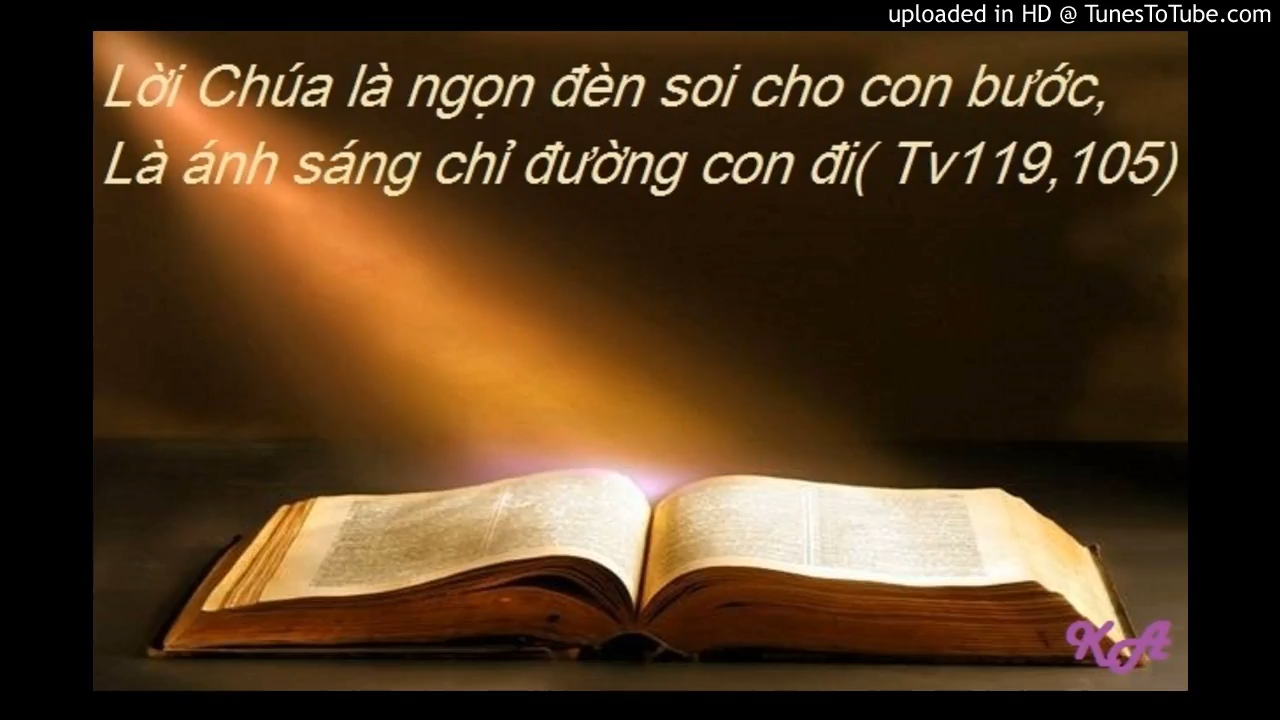 uploaded in HD @ TunesToTube.com
Lời Chúa là ngọn đèn soi cho con bước,
Là ánh sáng chỉ đường con đi( Tv119,105)
KA